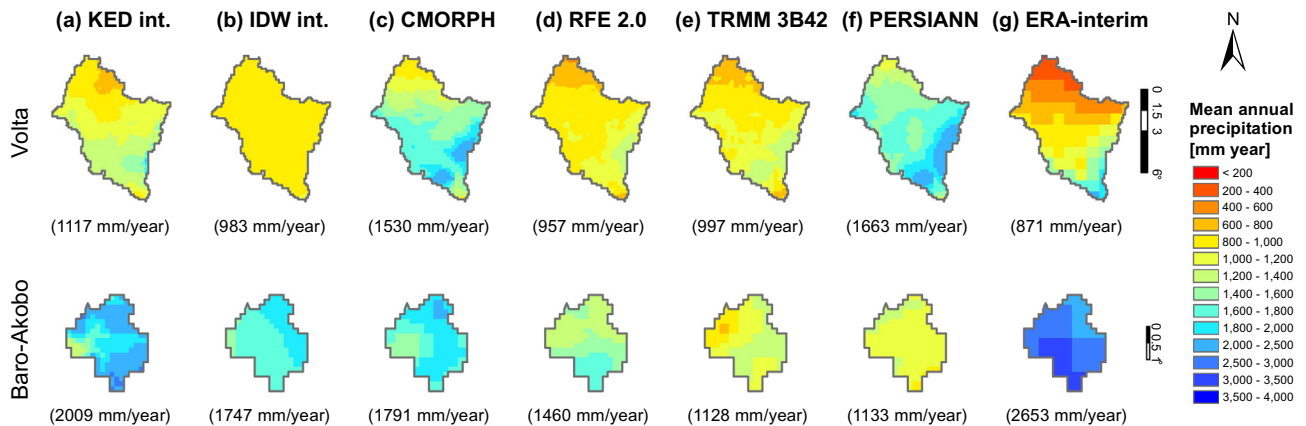 (a) KED int. (b) IDW int. (c) CMORPH (d) RFE 2.0 (e) TRMM 3B42 (f) PERSIANN (g) ERA-interim
N
Volta
0
1.5
3
6°
(1117 mm/year) (983 mm/year) (1530 mm/year) (957 mm/year) (997 mm/year) (1663 mm/year) (871 mm/year)
Baro-Akobo
0
0.5
1°
(2009 mm/year) (1747 mm/year) (1791 mm/year) (1460 mm/year) (1128 mm/year) (1133 mm/year) (2653 mm/year)
Mean annual
precipitation
[mm year]
< 200
200 - 400
400 - 600
600 - 800
800 - 1,000
1,000 - 1,200
1,200 - 1,400
1,400 - 1,600
1,600 - 1,800
1,800 - 2,000
2,000 - 2,500
2,500 - 3,000
3,000 - 3,500
3,500 - 4,000